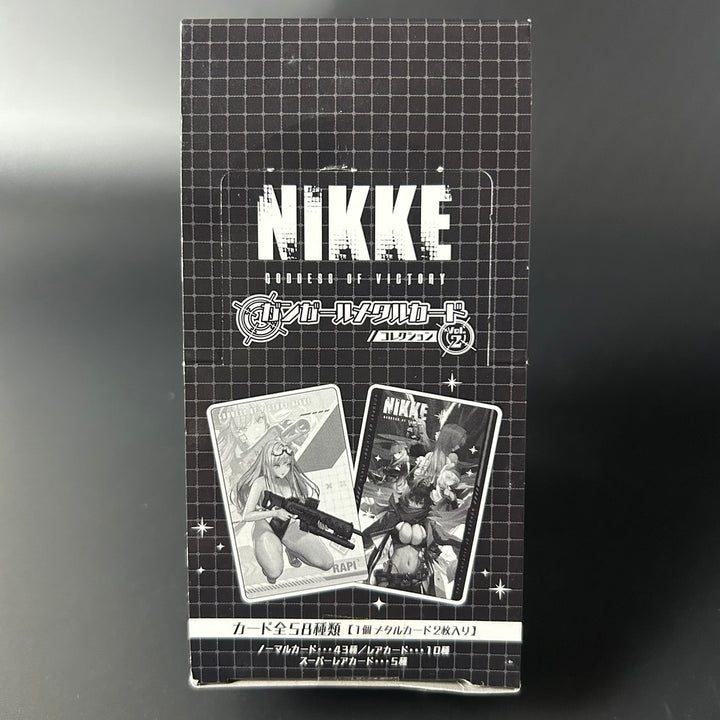 NIKKE
GODDESS OF VICTORY
ガンガールメタルカード
コレクション Vol.2
GODDESS OF VICTORY: NIKKE
NIKKE
RAPI
カード全58種類【1個メタルカード2枚入り】
ノーマルカード・・・43種／レアカード・・・10種
スーパーレアカード・・・5種